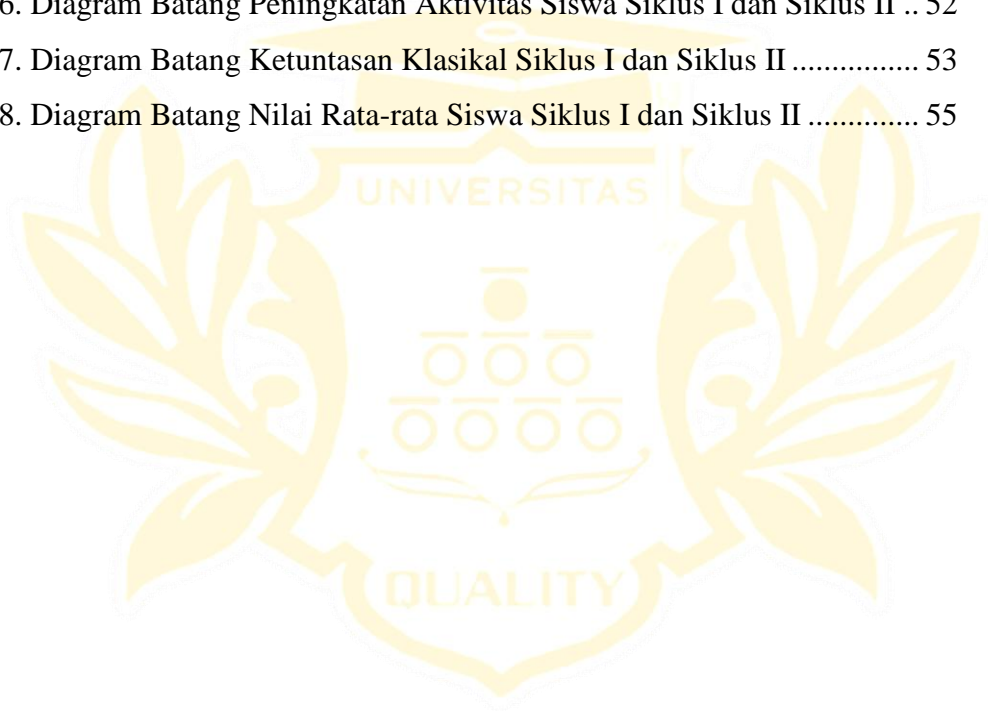 6. Diagram Batang Peningkatan Aktivitas Siswa Siklus I dan Siklus II .. 52
7. Diagram Batang Ketuntasan Klasikal Siklus I dan Siklus II ................ 53
8. Diagram Batang Nilai Rata-rata Siswa Siklus I dan Siklus II .............. 55
UNIVERSITAS
QUALITY